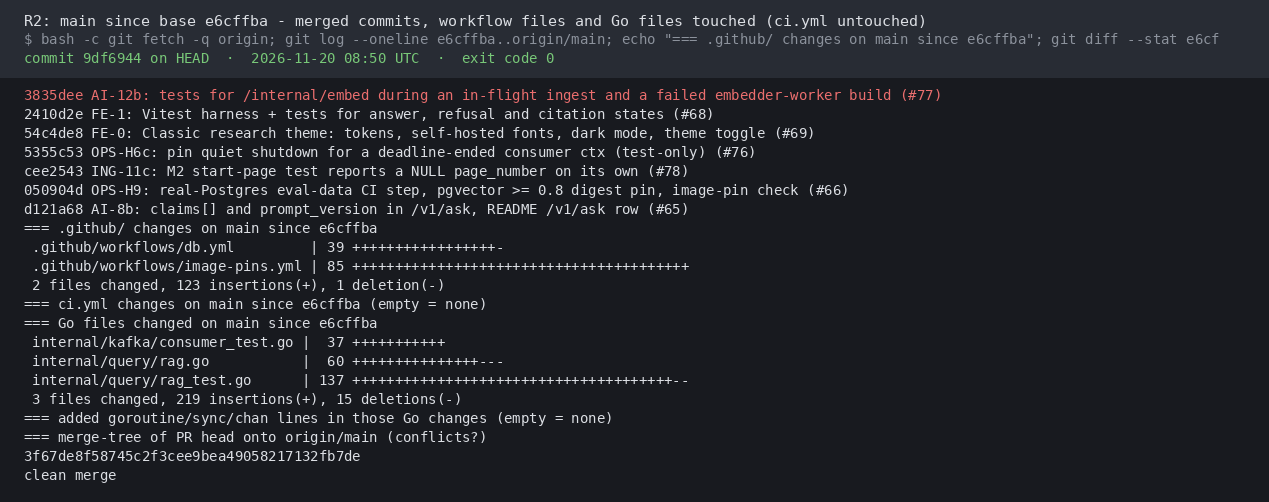 R2: main since base e6cffba - merged commits, workflow files and Go files touched (ci.yml untouched)
$ bash -c git fetch -q origin; git log --oneline e6cffba..origin/main; echo "=== .github/ changes on main since e6cffba"; git diff --stat e6cf
commit 9df6944 on HEAD · 2026-11-20 08:50 UTC · exit code 0
3835dee AI-12b: tests for /internal/embed during an in-flight ingest and a failed embedder-worker build (#77)
2410d2e FE-1: Vitest harness + tests for answer, refusal and citation states (#68)
54c4de8 FE-0: Classic research theme: tokens, self-hosted fonts, dark mode, theme toggle (#69)
5355c53 OPS-H6c: pin quiet shutdown for a deadline-ended consumer ctx (test-only) (#76)
cee2543 ING-11c: M2 start-page test reports a NULL page_number on its own (#78)
050904d OPS-H9: real-Postgres eval-data CI step, pgvector >= 0.8 digest pin, image-pin check (#66)
d121a68 AI-8b: claims[] and prompt_version in /v1/ask, README /v1/ask row (#65)
=== .github/ changes on main since e6cffba
 .github/workflows/db.yml         | 39 +++++++++++++++++-
 .github/workflows/image-pins.yml | 85 ++++++++++++++++++++++++++++++++++++++++
 2 files changed, 123 insertions(+), 1 deletion(-)
=== ci.yml changes on main since e6cffba (empty = none)
=== Go files changed on main since e6cffba
 internal/kafka/consumer_test.go |  37 +++++++++++
 internal/query/rag.go           |  60 +++++++++++++++---
 internal/query/rag_test.go      | 137 ++++++++++++++++++++++++++++++++++++++--
 3 files changed, 219 insertions(+), 15 deletions(-)
=== added goroutine/sync/chan lines in those Go changes (empty = none)
=== merge-tree of PR head onto origin/main (conflicts?)
3f67de8f58745c2f3cee9bea49058217132fb7de
clean merge